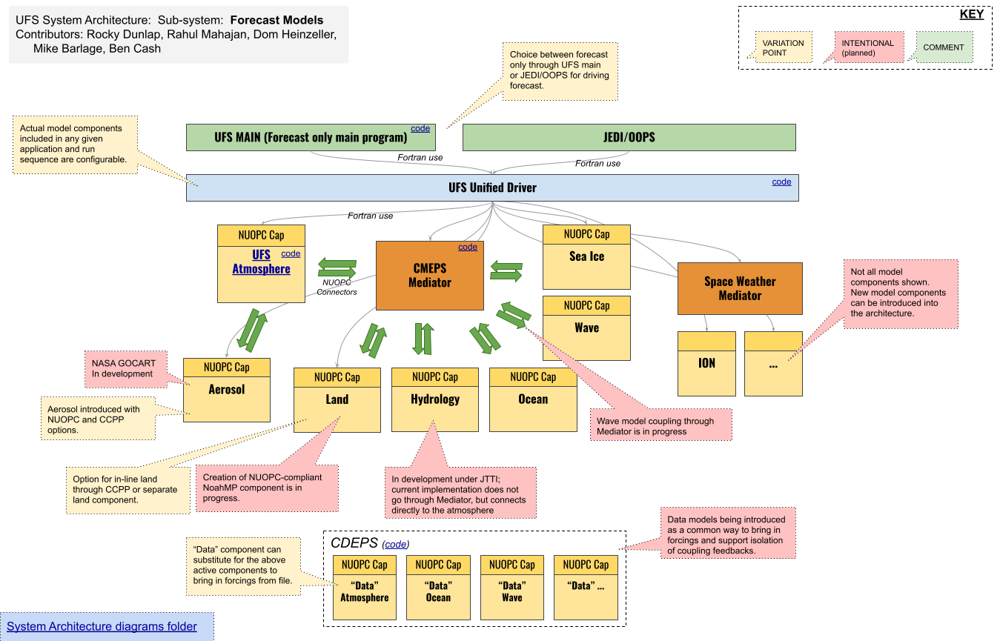 UFS System Architecture: Sub-system: Forecast Models
Contributors: Rocky Dunlap, Rahul Mahajan, Dom Heinzeller,
Mike Barlage, Ben Cash
KEY
VARIATION
POINT
INTENTIONAL
(planned)
COMMENT
Choice between forecast
only through UFS main
or JEDI/OOPS for driving
forecast.
Actual model components
included in any given
application and run
sequence are configurable.
UFS MAIN (Forecast only main program)
code
JEDI/OOPS
Fortran use
Fortran use
UFS Unified Driver
code
Fortran use
NUOPC Cap
UFS
Atmosphere
code
NUOPC
Connectors
code
CMEPS
Mediator
NUOPC Cap
Sea Ice
NUOPC Cap
Wave
Space Weather
Mediator
ION
...
Not all model
components shown.
New model components
can be introduced into
the architecture.
NASA GOCART
In development
Aerosol introduced with
NUOPC and CCPP
options.
NUOPC Cap
Aerosol
NUOPC Cap
Land
NUOPC Cap
Hydrology
NUOPC Cap
Ocean
Wave model coupling through
Mediator is in progress
Option for in-line land
through CCPP or separate
land component.
Creation of NUOPC-compliant
NoahMP component is in
progress.
In development under JTTI;
current implementation does not
go through Mediator, but connects
directly to the atmosphere
Data models being introduced
as a common way to bring in
forcings and support isolation
of coupling feedbacks.
“Data” component can
substitute for the above
active components to
bring in forcings from file.
CDEPS (code)
NUOPC Cap
“Data”
Atmosphere
NUOPC Cap
“Data”
Ocean
NUOPC Cap
“Data”
Wave
NUOPC Cap
“Data” ...
System Architecture diagrams folder